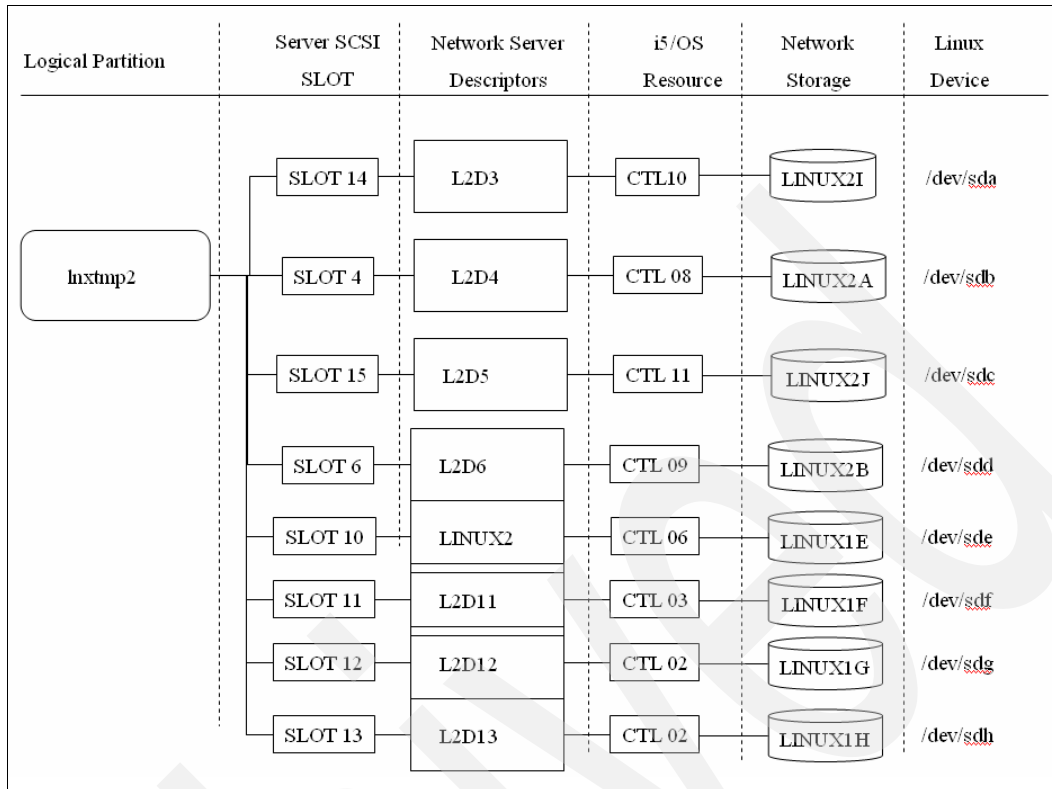 Logical Partition
Server SCSI
SLOT
Network Server
Descriptors
i5/OS
Resource
Network
Storage
Linux
Device
lnxtmp2
SLOT 14 L2D3 CTL10 LINUX2I /dev/sda
SLOT 4 L2D4 CTL 08 LINUX2A /dev/sdb
SLOT 15 L2D5 CTL 11 LINUX2J /dev/sdc
SLOT 6 L2D6 CTL 09 LINUX2B /dev/sdd
SLOT 10 LINUX2 CTL 06 LINUX1E /dev/sde
SLOT 11 L2D11 CTL 03 LINUX1F /dev/sdf
SLOT 12 L2D12 CTL 02 LINUX1G /dev/sdg
SLOT 13 L2D13 CTL 02 LINUX1H /dev/sdh